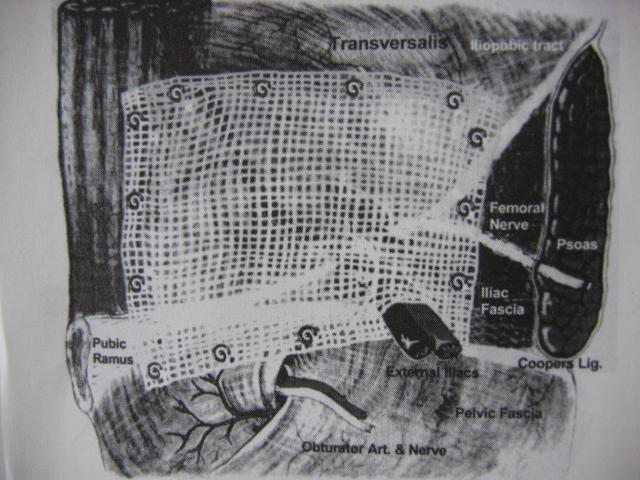 Transversalis
Iliopubic tract
Femoral
Nerve
Psoas
Iliac
Fascia
Pubic
Ramus
Coopers Lig.
External Iliacs
Pelvic Fascia
Obturator Art. & Nerve